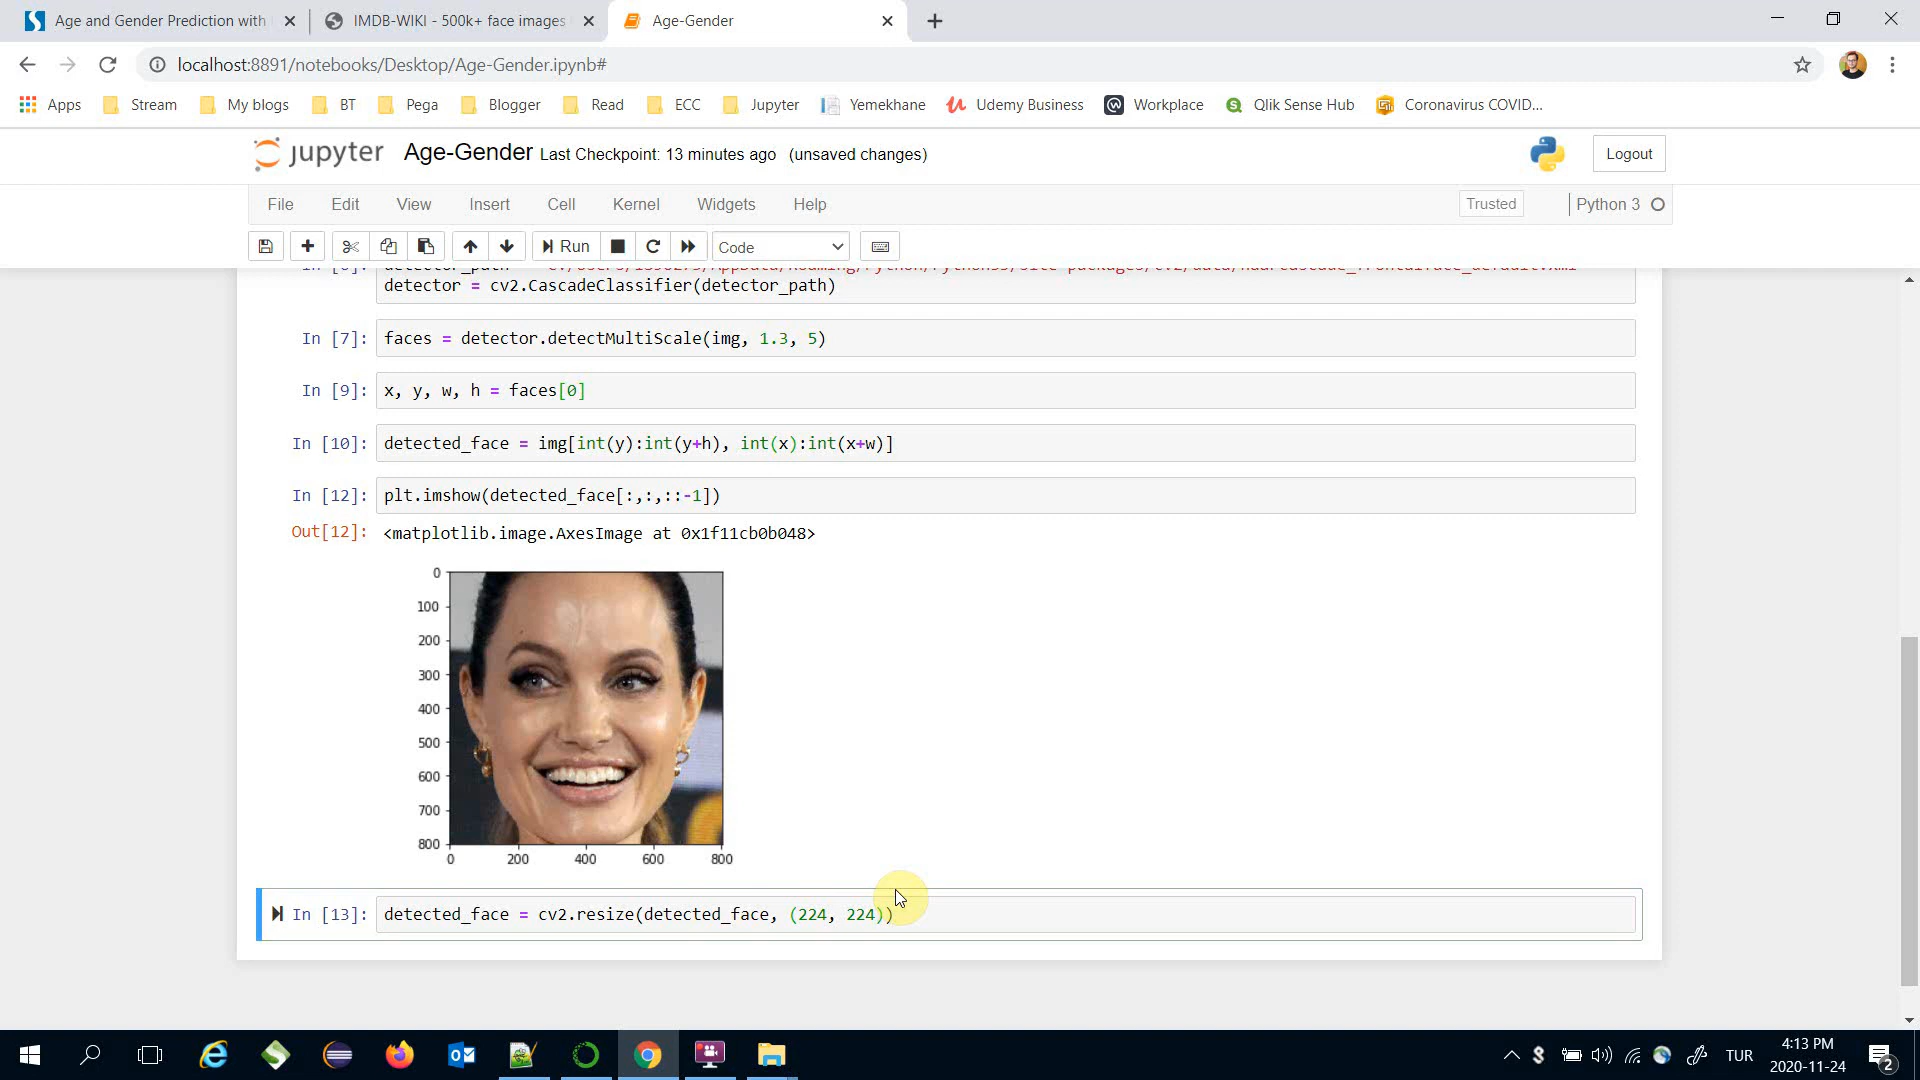 Age and Gender Prediction with
IMDB-WIKI - 500k+ face images
Age-Gender
localhost:8891/notebooks/Desktop/Age-Gender.ipynb#
Apps Stream My blogs BT Pega Blogger Read ECC Jupyter Yemekhane Udemy Business Workplace Qlik Sense Hub Coronavirus COVID...
jupyter Age-Gender Last Checkpoint: 13 minutes ago (unsaved changes)
Logout
File Edit View Insert Cell Kernel Widgets Help
Trusted
Python 3
Run
Code
detector = cv2.CascadeClassifier(detector_path)
In [7]: faces = detector.detectMultiScale(img, 1.3, 5)
In [9]: x, y, w, h = faces[0]
In [10]: detected_face = img[int(y):int(y+h), int(x):int(x+w)]
In [12]: plt.imshow(detected_face[:,:,::-1])
Out[12]: <matplotlib.image.AxesImage at 0x1f11cb0b048>
0
100
200
300
400
500
600
700
800
0 200 400 600 800
In [13]: detected_face = cv2.resize(detected_face, (224, 224))
TUR
4:13 PM
2020-11-24
2